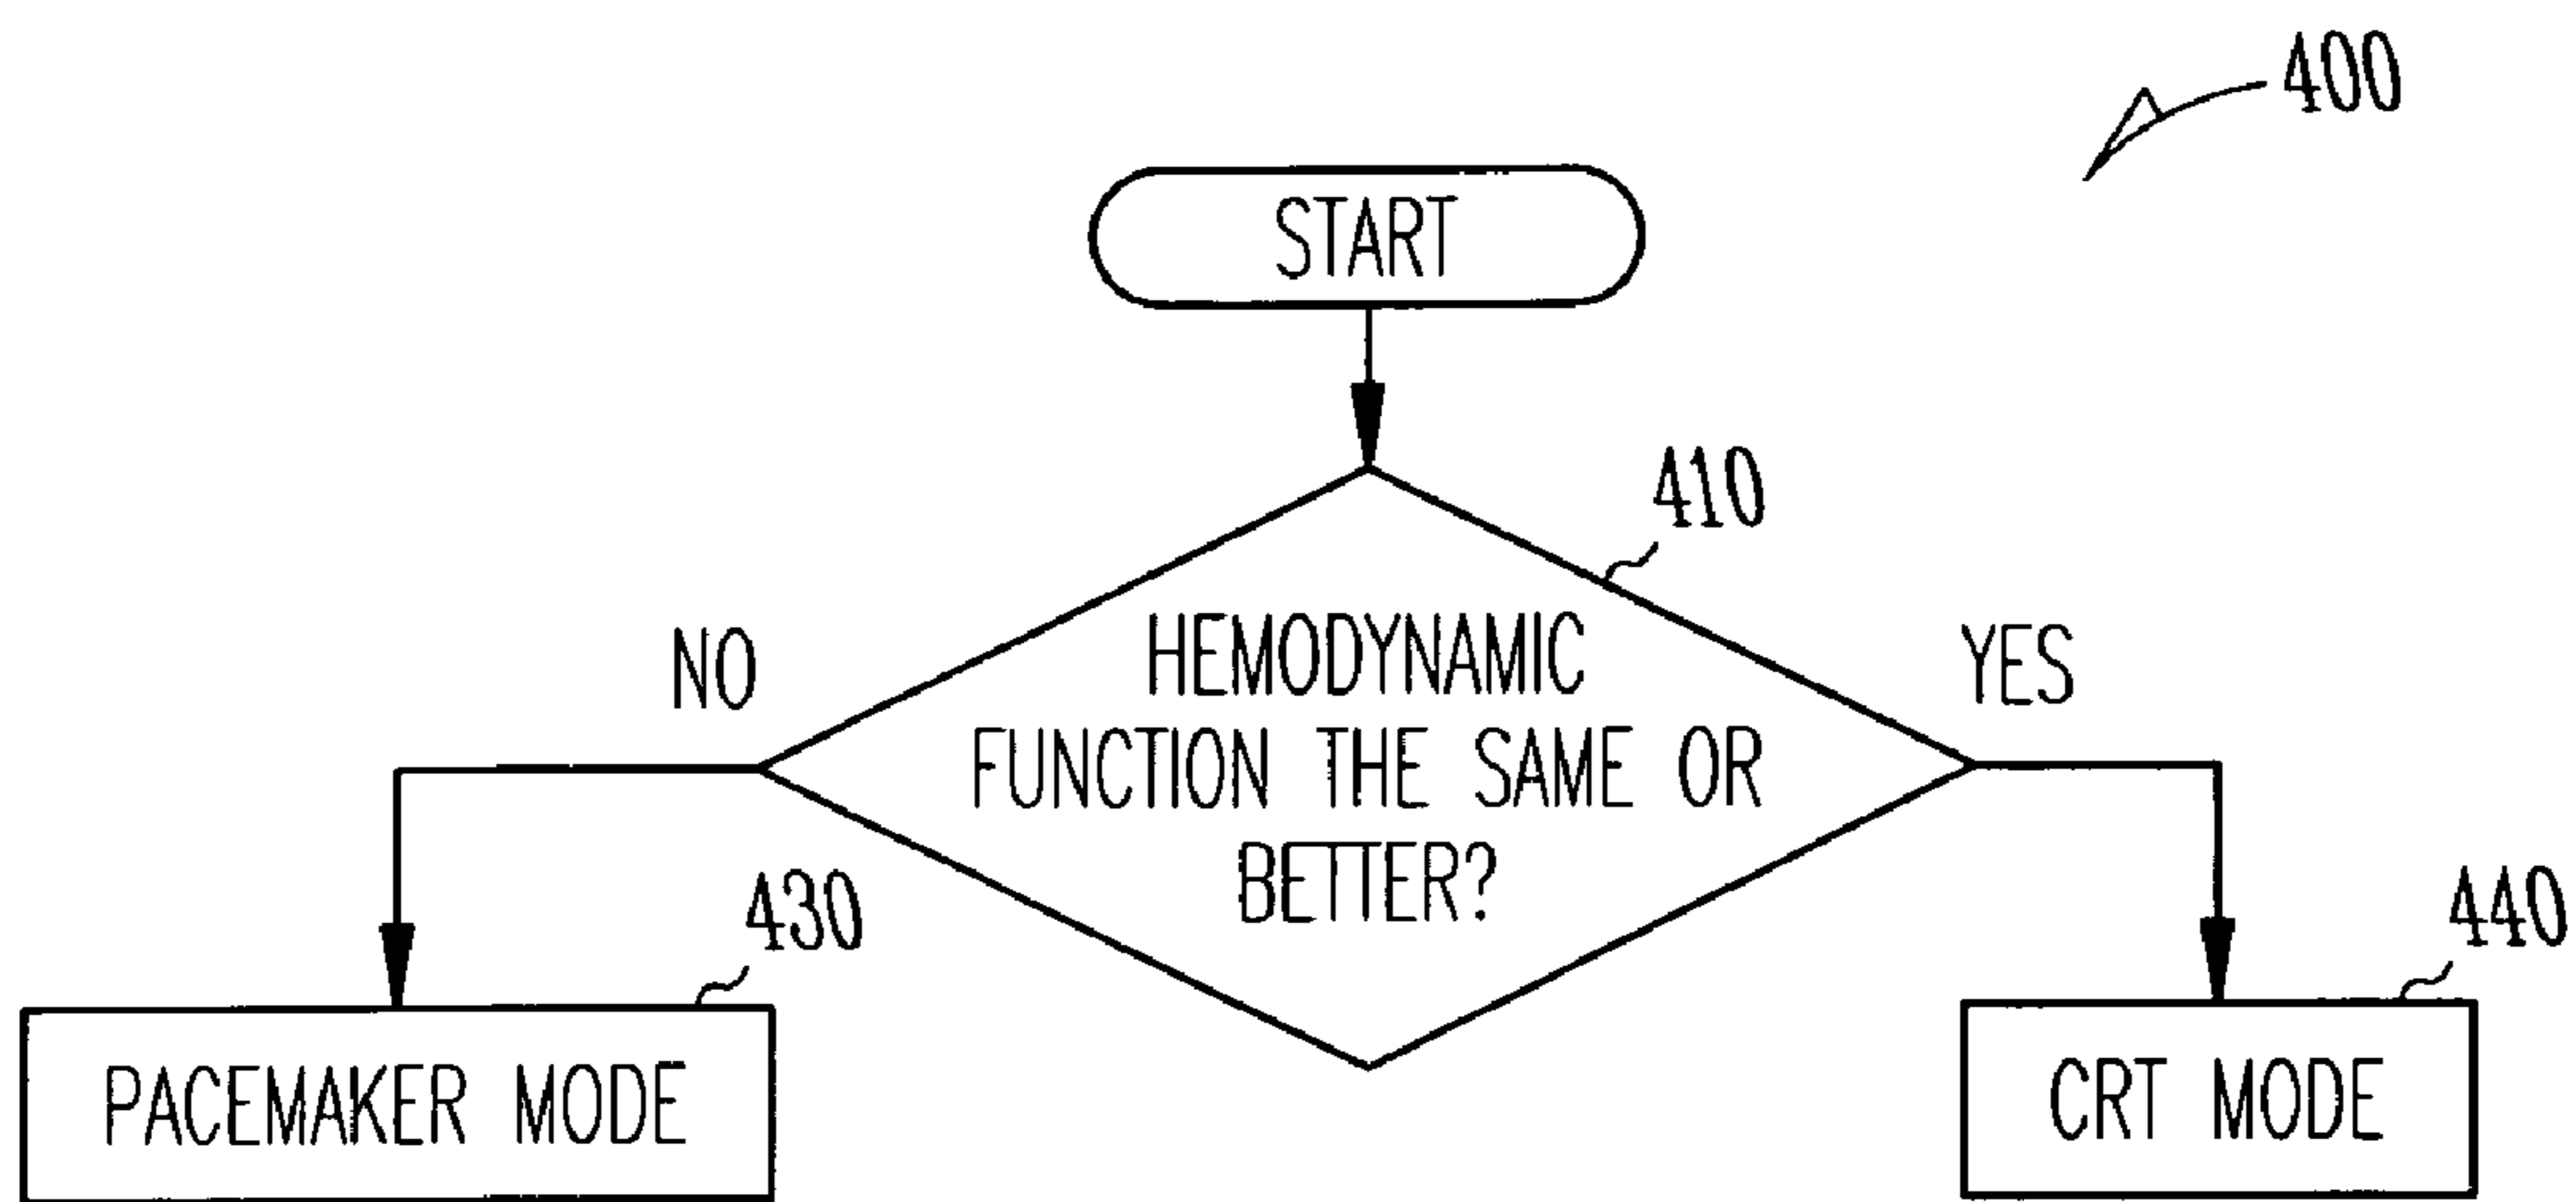 400
START
410
HEMODYNAMIC
FUNCTION THE SAME OR
BETTER?
NO
YES
430
PACEMAKER MODE
440
CRT MODE